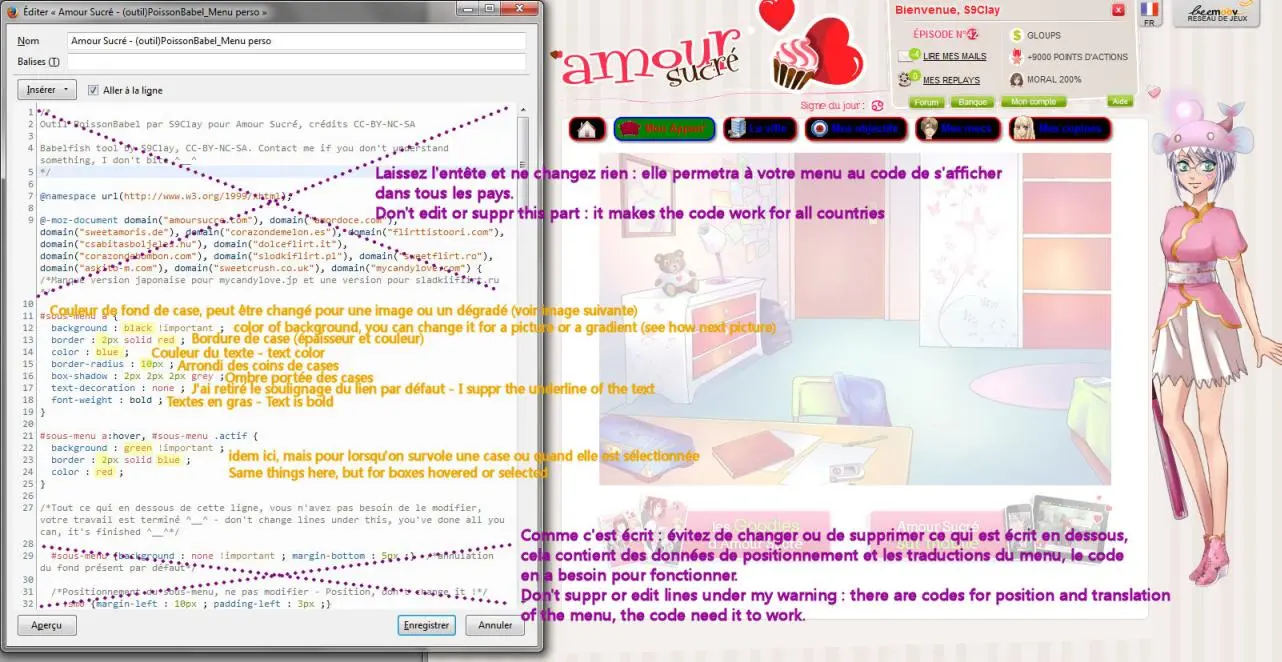 Éditer « Amour Sucré - (outil)PoissonBabel_Menu perso »
Nom
Amour Sucré - (outil)PoissonBabel_Menu perso
Balises
Insérer
Aller à la ligne
1 /*
2 Outil PoissonBabel par S9Clay pour Amour Sucré, crédits CC-BY-NC-SA
3
4 Babelfish tool by S9Clay, CC-BY-NC-SA. Contact me if you don't understand
something, I don't bite ^__^
5 */
6
7 @namespace url(http://www.w3.org/1999/xhtml);
8
9 @-moz-document domain("amoursucre.com"), domain("amordoce.com"),
domain("sweetamoris.de"), domain("corazondemelon.es"), domain("flirttistoori.com"),
domain("csabitasboljeles.hu"), domain("dolceflirt.it"),
domain("corazondebombon.com"), domain("slodkiflirt.pl"), domain("sweetflirt.ro"),
domain("askito-m.com"), domain("sweetcrush.co.uk"), domain("mycandylove.com") {
/*Manque version japonaise pour mycandylove.jp et une version pour sladkiiflirt.ru
10
11 #sous-menu a {
12 background : black !important ;
13 border : 2px solid red ;
14 color : blue ;
15 border-radius : 10px ;
16 box-shadow : 2px 2px 2px grey ;
17 text-decoration : none ;
18 font-weight : bold ;
19 }
20
21 #sous-menu a:hover, #sous-menu .actif {
22 background : green !important ;
23 border : 2px solid blue ;
24 color : red ;
25 }
26
27 /*Tout ce qui en dessous de cette ligne, vous n'avez pas besoin de le modifier,
votre travail est terminé ^__^ - don't change lines under this, you've done all you
can, it's finished ^__^*/
28
29 #sous-menu {background : none !important ; margin-bottom : 5px ;} /*annulation
du fond présent par défaut*/
30
31 /*Positionnement du sous-menu, ne pas modifier - Position, don't change it !*/
32 #smo {margin-left : 10px ; padding-left : 3px ;}
Aperçu
Enregistrer
Annuler
Couleur de fond de case, peut être changé pour une image ou un dégradé (voir image suivante)
color of background, you can change it for a picture or a gradient (see how next picture)
Bordure de case (épaisseur et couleur)
Couleur du texte - text color
Arrondi des coins de cases
Ombre portée des cases
J'ai retiré le soulignage du lien par défaut - I suppr the underline of the text
Textes en gras - Text is bold
idem ici, mais pour lorsqu'on survole une case ou quand elle est sélectionnée
Same things here, but for boxes hovered or selected
Laissez l'entête et ne changez rien : elle permetra à votre menu au code de s'afficher
dans tous les pays.
Don't edit or suppr this part : it makes the code work for all countries
Comme c'est écrit : évitez de changer ou de supprimer ce qui est écrit en dessous,
cela contient des données de positionnement et les traductions du menu, le code
en a besoin pour fonctionner.
Don't suppr or edit lines under my warning : there are codes for position and translation
of the menu, the code need it to work.
amour
sucré
Bienvenue, S9Clay
ÉPISODE N°42
GLOUPS
4 LIRE MES MAILS
+9000 POINTS D'ACTIONS
0 MES REPLAYS
MORAL 200%
Forum
Banque
Mon compte
Aide
FR
beemoov
RESEAU DE JEUX
Signe du jour :
Mon Appart
La ville
Mes objectifs
Mes mecs
Mes copines
les Goodies
d'Amour Sucré
Amour Sucré